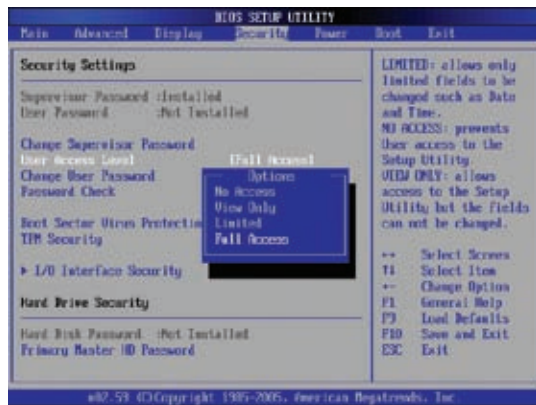 BIOS SETUP UTILITY
Main Advanced Display Security Power Boot Exit
Security Settings
Supervisor Password :Installed
User Password :Not Installed
Change Supervisor Password
User Access Level [Full Access]
Change User Password
Password Check
Boot Sector Virus Protection
TPM Security
▶ I/O Interface Security
Hard Drive Security
Hard Disk Password :Not Installed
Primary Master HD Password
Options
No Access
View Only
Limited
Full Access
LIMITED: allows only
limited fields to be
changed such as Date
and Time.
NO ACCESS: prevents
User access to the
Setup Utility.
VIEW ONLY: allows
access to the Setup
Utility but the fields
can not be changed.
↔ Select Screen
↑↓ Select Item
+- Change Option
F1 General Help
F9 Load Defaults
F10 Save and Exit
ESC Exit
v02.59 (C)Copyright 1985-2005, American Megatrends, Inc.